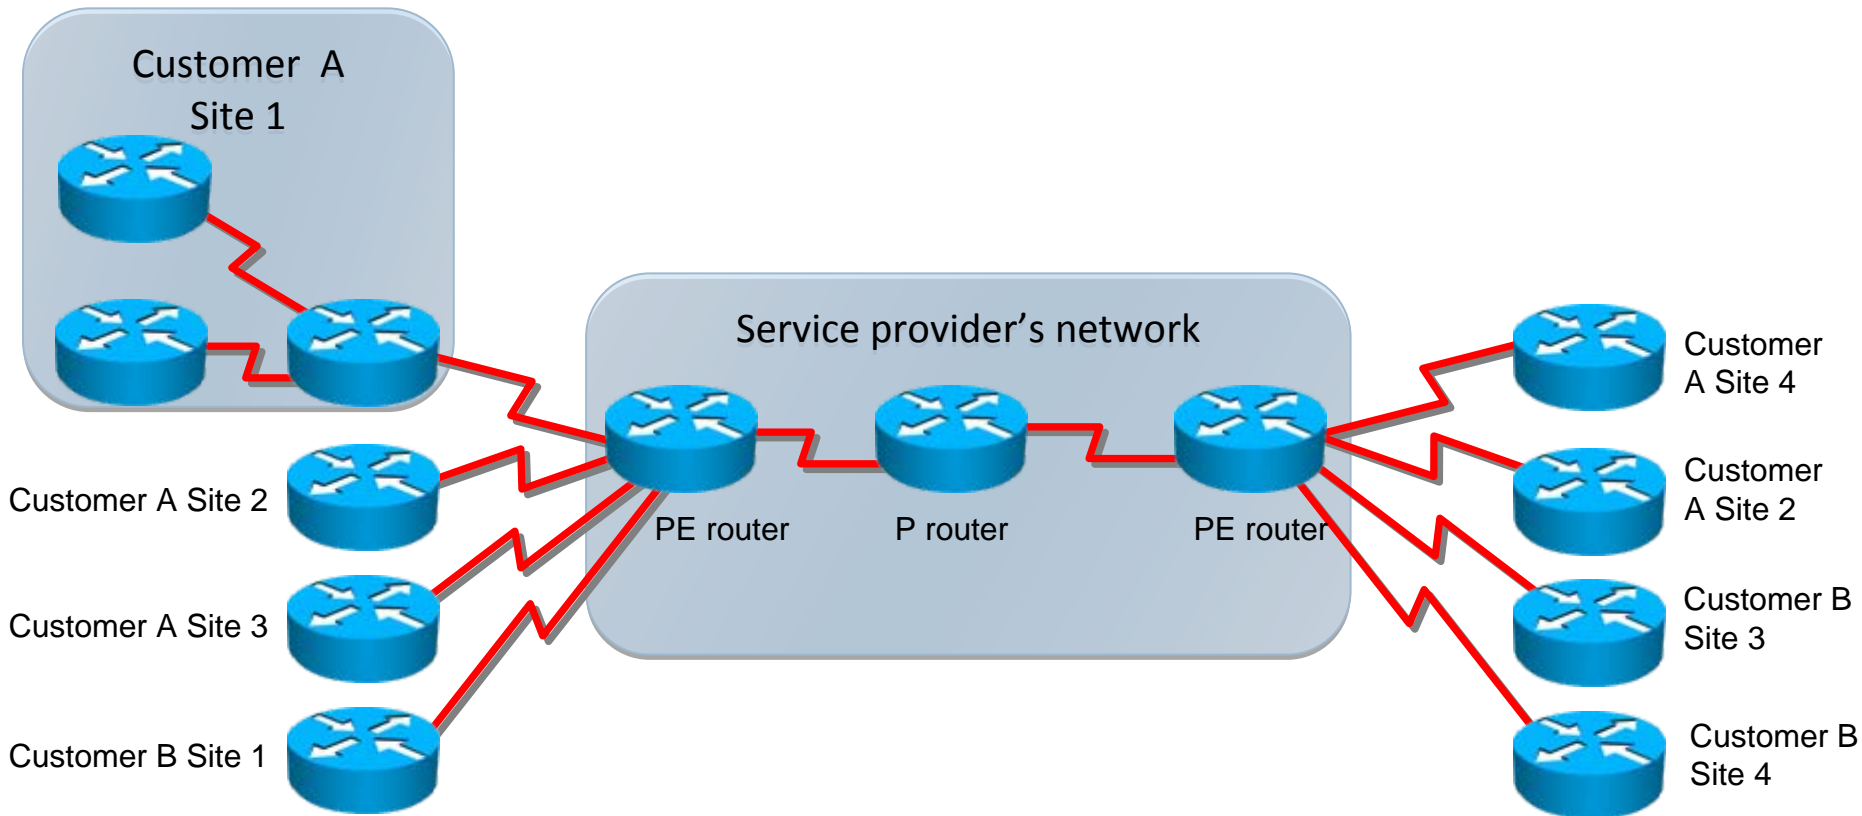 Customer A
Site 1
Service provider’s network
Customer
A Site 4
Customer A Site 2
Customer
A Site 2
PE router
P router
PE router
Customer A Site 3
Customer B
Site 3
Customer B Site 1
Customer B
Site 4